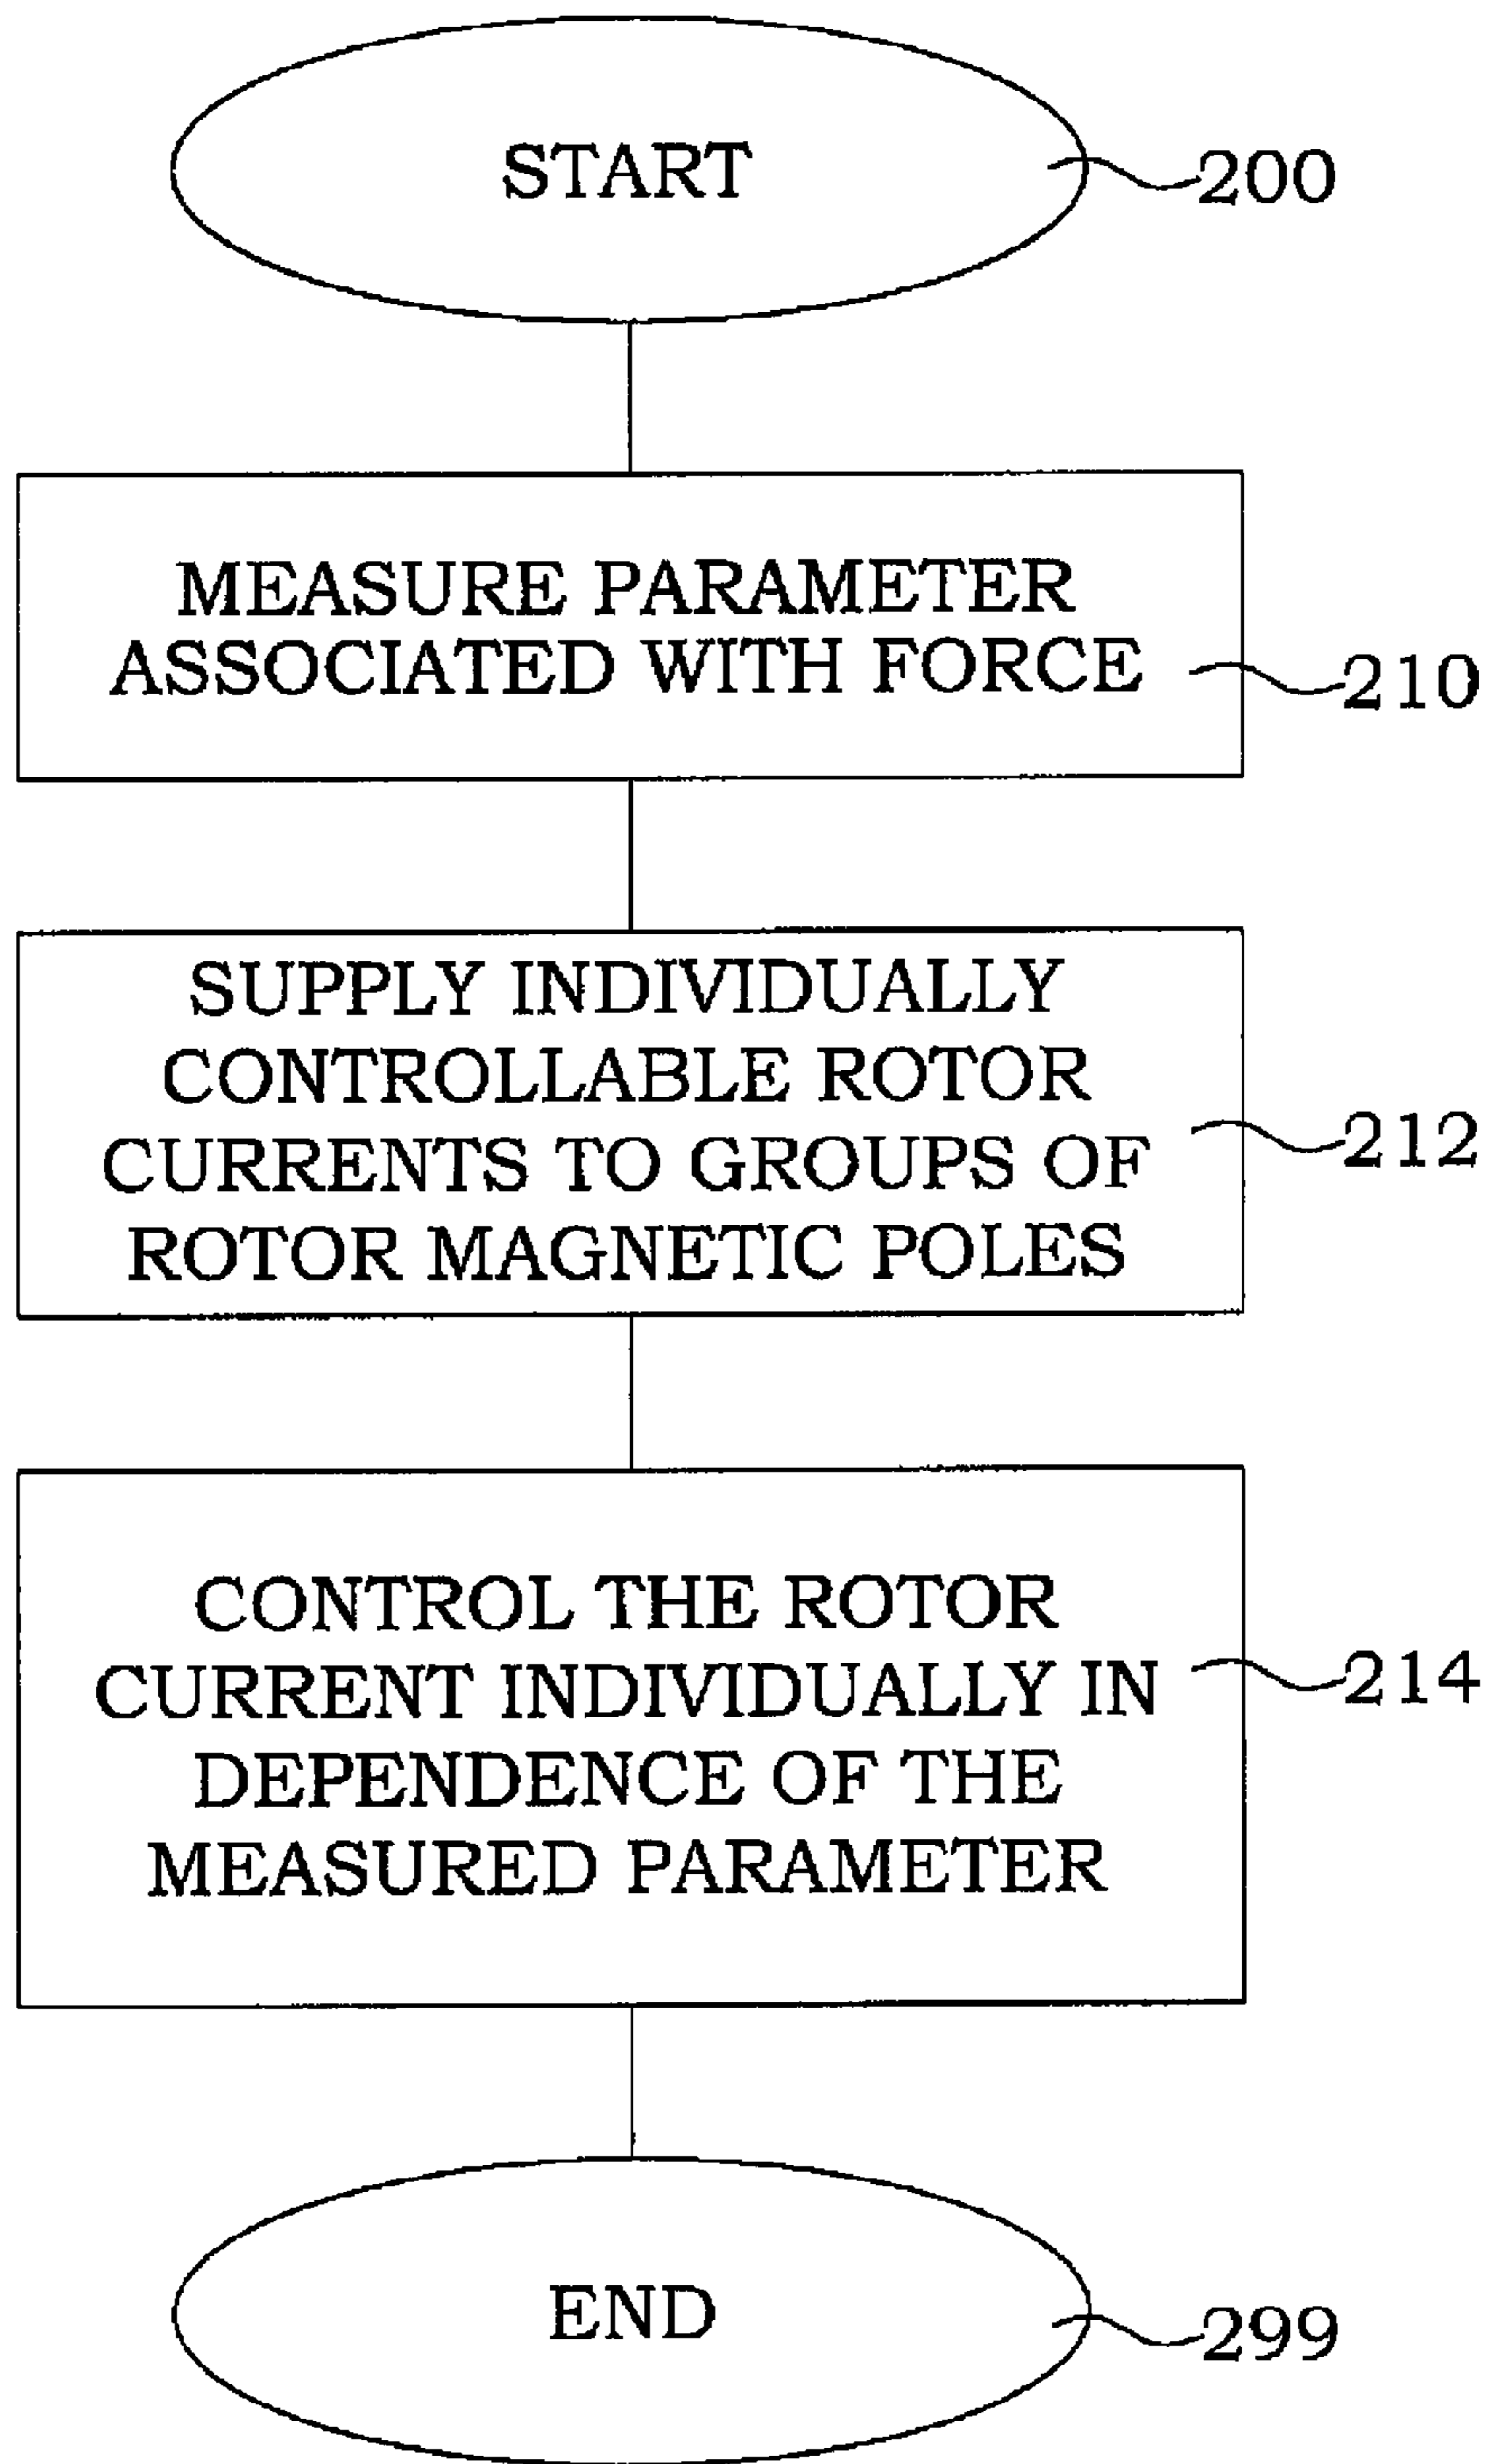 START
200
MEASURE PARAMETER
ASSOCIATED WITH FORCE
210
SUPPLY INDIVIDUALLY
CONTROLLABLE ROTOR
CURRENTS TO GROUPS OF
ROTOR MAGNETIC POLES
212
CONTROL THE ROTOR
CURRENT INDIVIDUALLY IN
DEPENDENCE OF THE
MEASURED PARAMETER
214
END
299